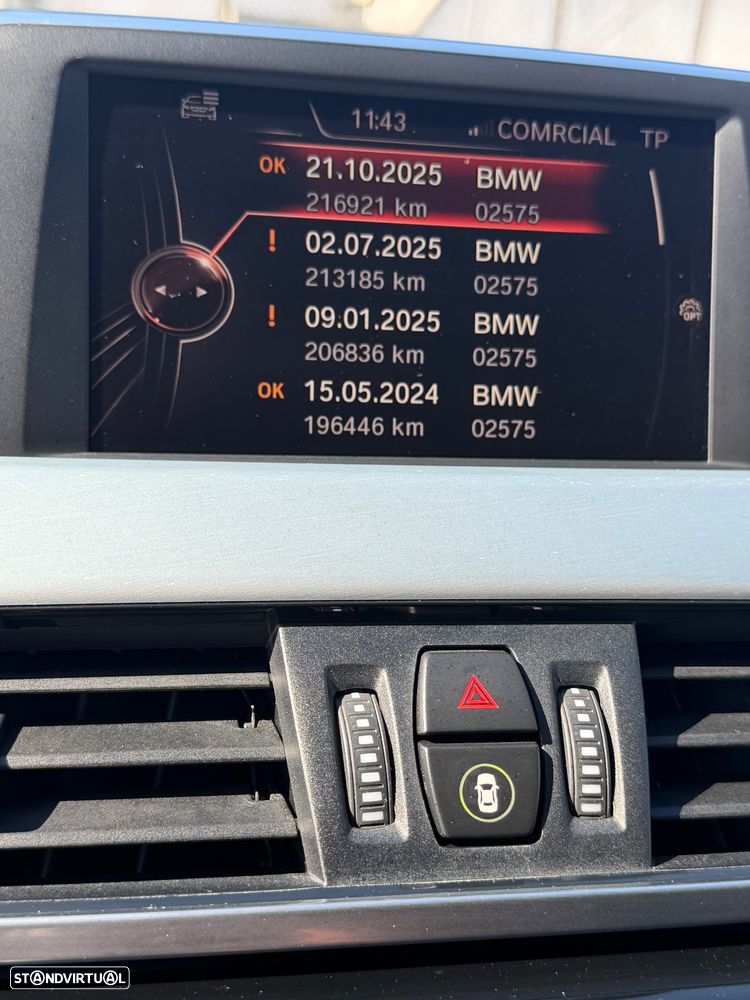 11:43 COMRCIAL TP
OK 21.10.2025 BMW
216921 km 02575
! 02.07.2025 BMW
213185 km 02575
OPT
! 09.01.2025 BMW
206836 km 02575
OK 15.05.2024 BMW
196446 km 02575
STANDVIRTUAL